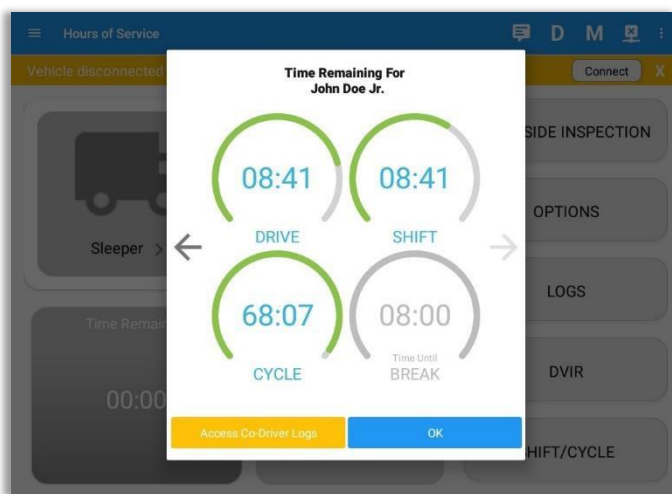 Hours of Service
D M
Vehicle disconnected
Connect X
Time Remaining For
John Doe Jr.
08:41
DRIVE
08:41
SHIFT
68:07
CYCLE
08:00
Time Until
BREAK
Access Co-Driver Logs
OK
Sleeper >
Time Remain
00:00
SIDE INSPECTION
OPTIONS
LOGS
DVIR
HIFT/CYCLE